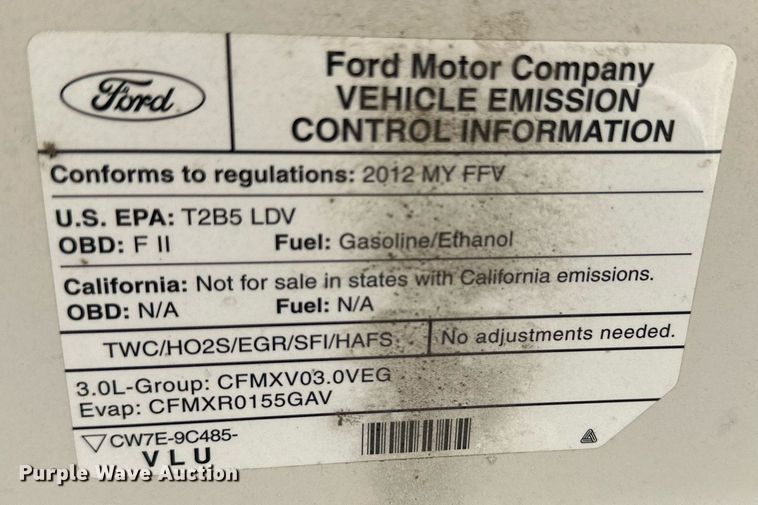 Ford
Ford Motor Company
VEHICLE EMISSION
CONTROL INFORMATION
Conforms to regulations: 2012 MY FFV
U.S. EPA: T2B5 LDV
OBD: F II Fuel: Gasoline/Ethanol
California: Not for sale in states with California emissions.
OBD: N/A Fuel: N/A
TWC/HO2S/EGR/SFI/HAFS No adjustments needed.
3.0L-Group: CFMXV03.0VEG
Evap: CFMXR0155GAV
CW7E-9C485-
VLU
Purple Wave Auction